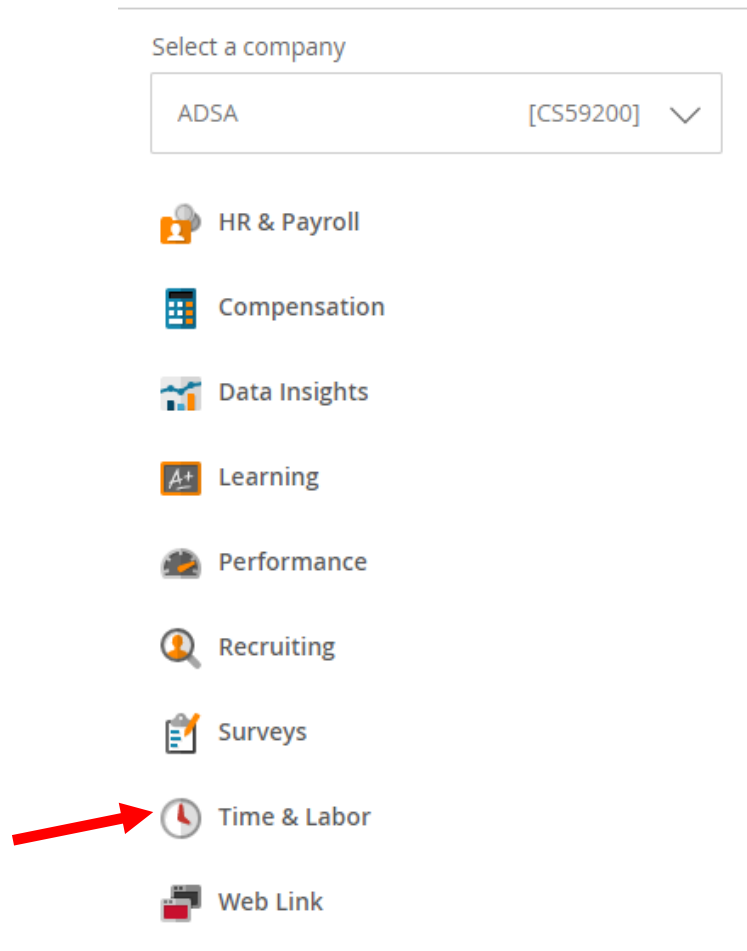 Select a company
ADSA [CS59200]
HR & Payroll
Compensation
Data Insights
A+ Learning
Performance
Recruiting
Surveys
Time & Labor
Web Link